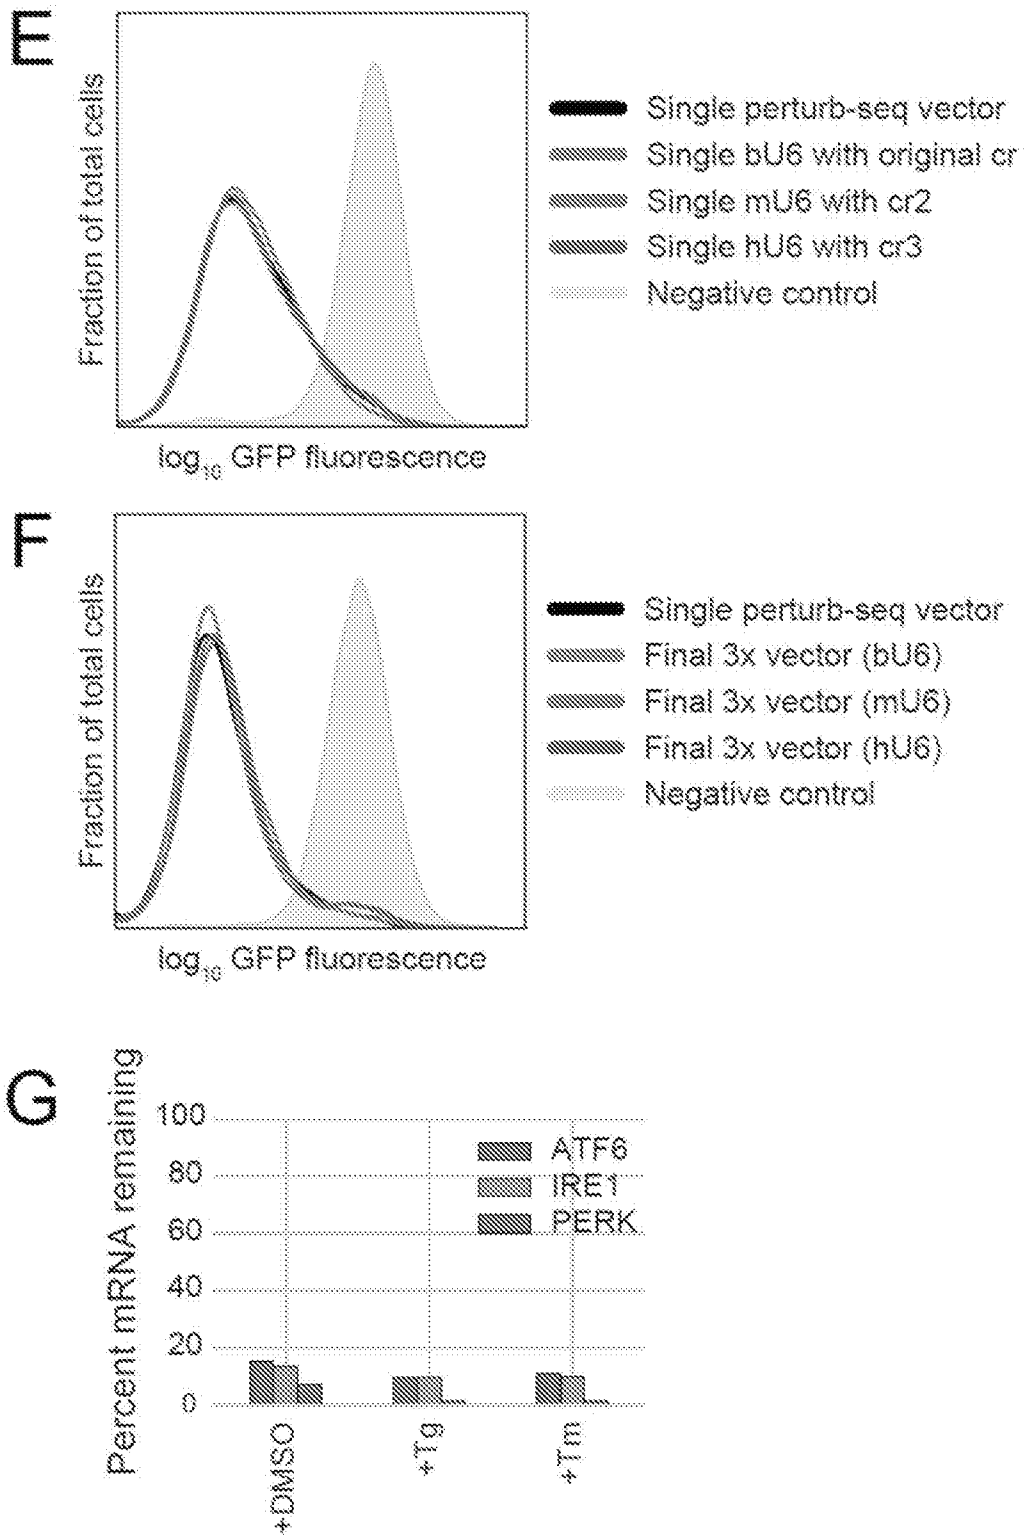 E
Fraction of total cells
Single perturb-seq vector
Single bU6 with original cr
Single mU6 with cr2
Single hU6 with cr3
Negative control
log10 GFP fluorescence
F
Fraction of total cells
Single perturb-seq vector
Final 3x vector (bU6)
Final 3x vector (mU6)
Final 3x vector (hU6)
Negative control
log10 GFP fluorescence
G
Percent mRNA remaining
100
80
60
40
20
0
ATF6
IRE1
PERK
+DMSO
+Tg
+Tm